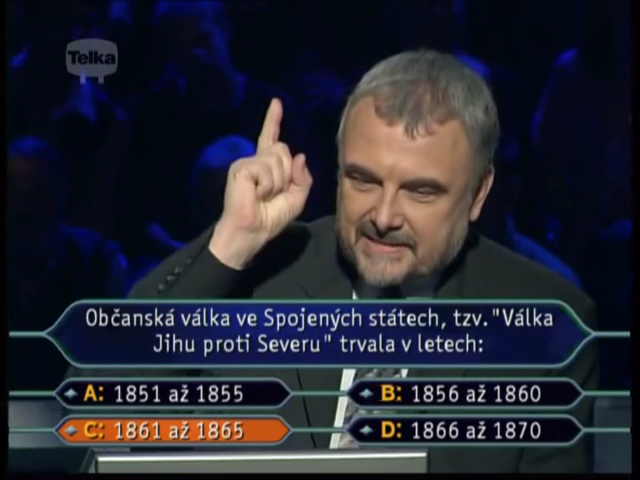 Telka
Občanská válka ve Spojených státech, tzv."Válka
Jihu proti Severu" trvala v letech:
A: 1851 až 1855
B: 1856 až 1860
C: 1861 až 1865
D: 1866 až 1870